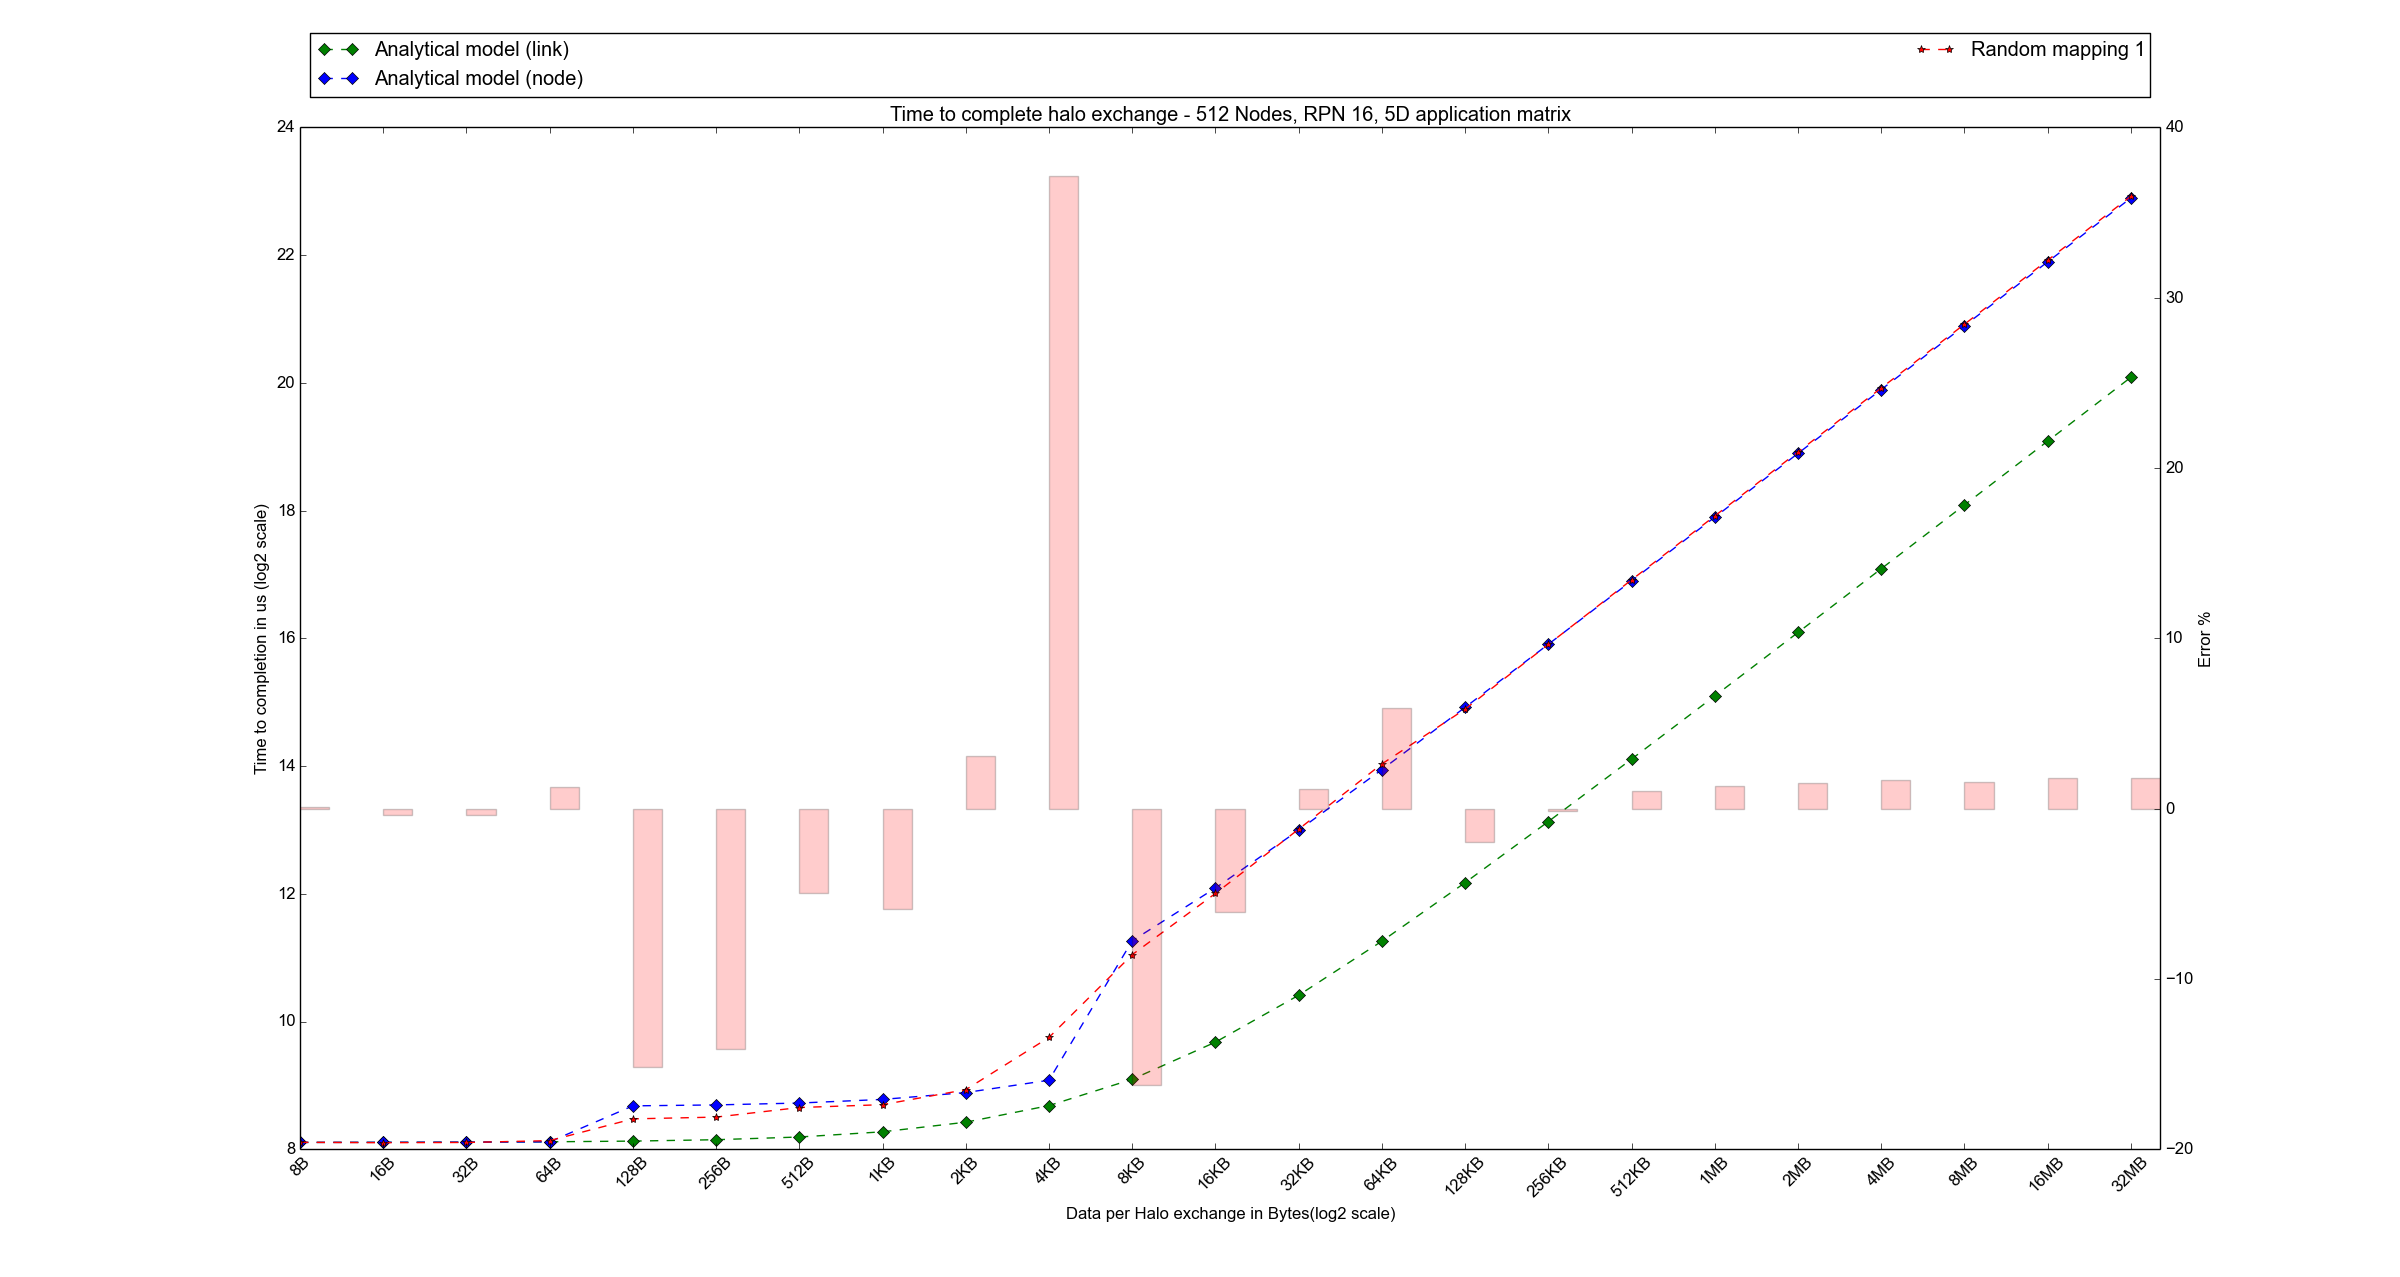 Analytical model (link)
Analytical model (node)
Random mapping 1
Time to complete halo exchange - 512 Nodes, RPN 16, 5D application matrix
24
22
20
18
16
14
12
10
8
Time to completion in us (log2 scale)
40
30
20
10
0
−10
−20
Error %
8B
16B
32B
64B
128B
256B
512B
1KB
2KB
4KB
8KB
16KB
32KB
64KB
128KB
256KB
512KB
1MB
2MB
4MB
8MB
16MB
32MB
Data per Halo exchange in Bytes(log2 scale)